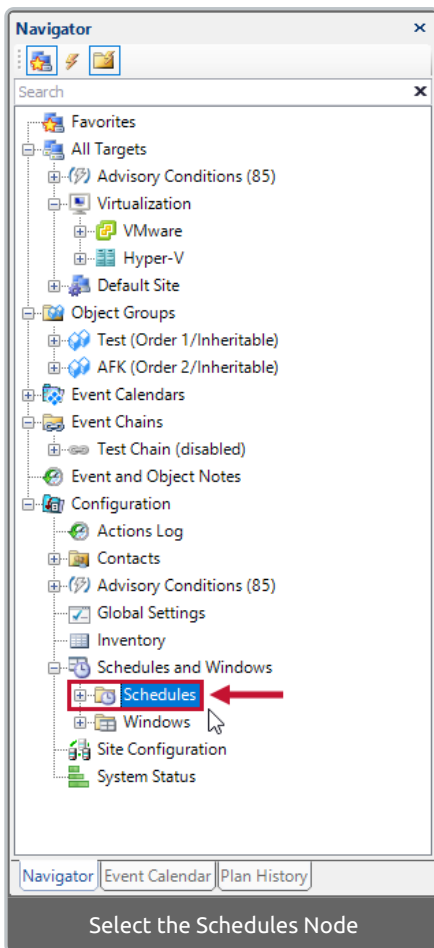 Navigator
Search
Favorites
All Targets
Advisory Conditions (85)
Virtualization
VMware
Hyper-V
Default Site
Object Groups
Test (Order 1/Inheritable)
AFK (Order 2/Inheritable)
Event Calendars
Event Chains
Test Chain (disabled)
Event and Object Notes
Configuration
Actions Log
Contacts
Advisory Conditions (85)
Global Settings
Inventory
Schedules and Windows
Schedules
Windows
Site Configuration
System Status
Navigator Event Calendar Plan History
Select the Schedules Node